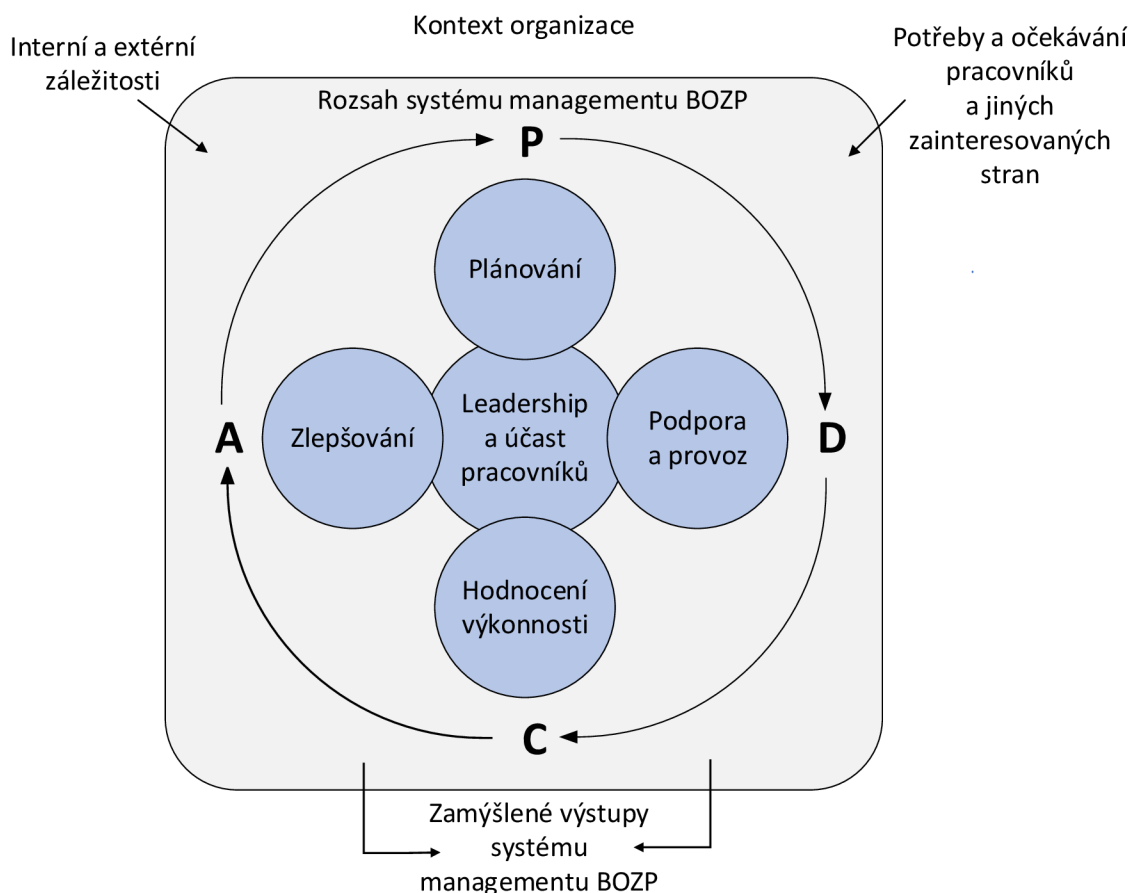 Kontext organizace
Interní a extérní
záležitosti
Potřeby a očekávání
pracovníků
a jiných
zainteresovaných
stran
Rozsah systému managementu BOZP
P
Plánování
A
Zlepšování
Leadership
a účast
pracovníků
Podpora
a provoz
D
Hodnocení
výkonnosti
C
Zamýšlené výstupy
systému
managementu BOZP